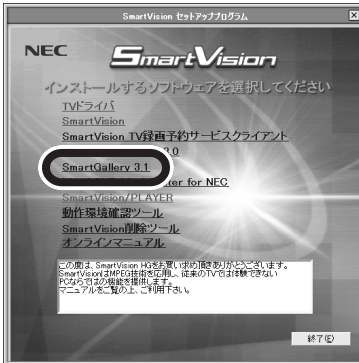 SmartVision セットアッププログラム
NEC
SmartVision
インストールするソフトウェアを選択してください
TVドライバ
SmartVision
SmartVision TV録画予約サービスクライアント
3.0
SmartGallery 3.1
ter for NEC
SmartVision/PLAYER
動作環境確認ツール
SmartVision削除ツール
オンラインマニュアル
この度は、SmartVision HGをお買い求め頂きありがとうございます。
SmartVisionはMPEG技術を応用し、従来のTVでは体験できない
PCならではの機能を提供します。
マニュアルをご覧の上、ご利用下さい。
終了(E)